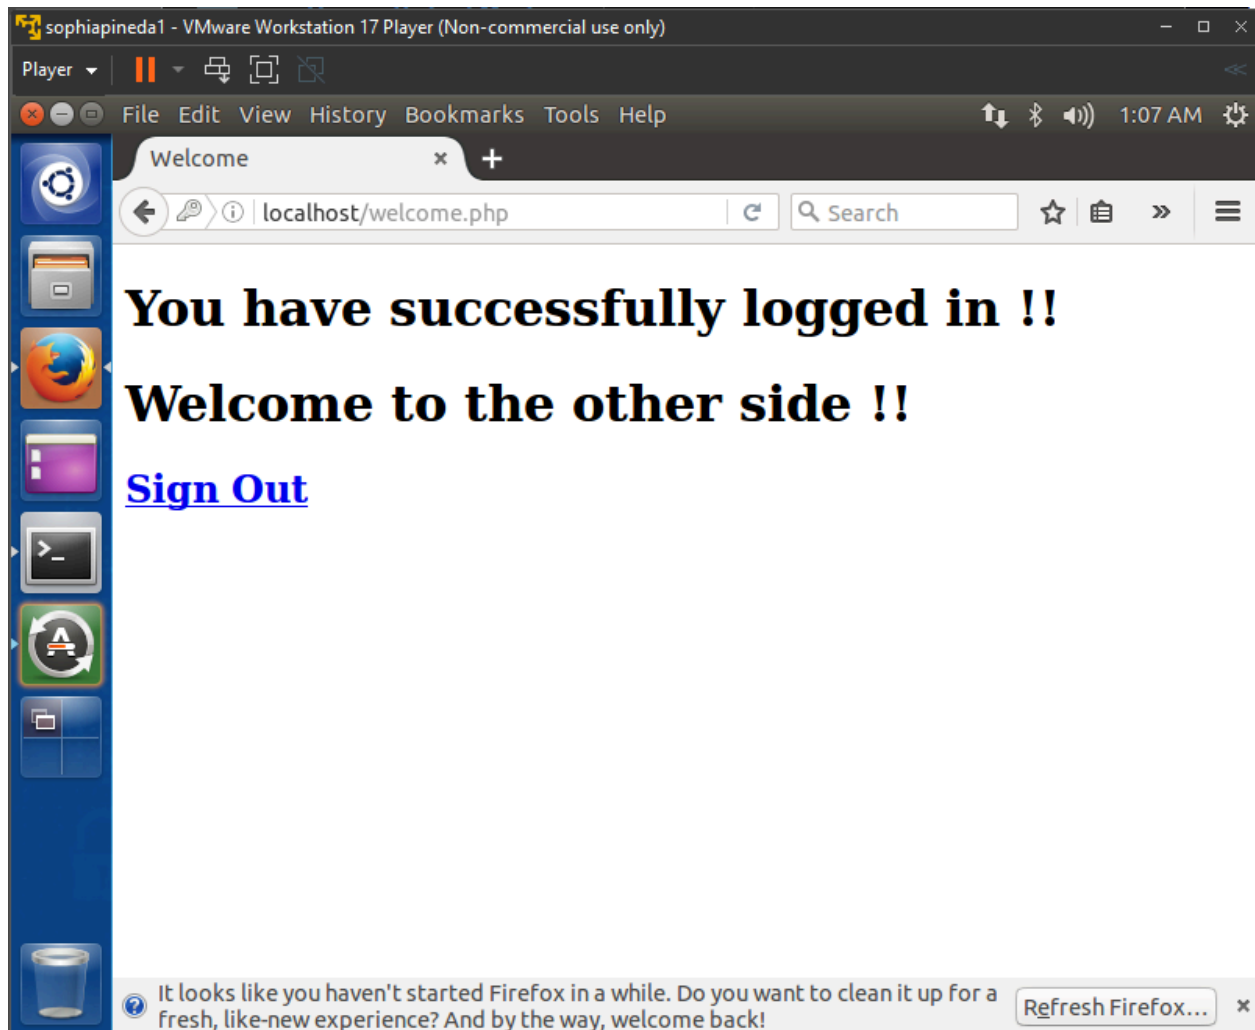 sophiapineda1 - VMware Workstation 17 Player (Non-commercial use only)
Player
File Edit View History Bookmarks Tools Help 1:07 AM
Welcome
localhost/welcome.php Search
You have successfully logged in !!
Welcome to the other side !!
Sign Out
It looks like you haven't started Firefox in a while. Do you want to clean it up for a
fresh, like-new experience? And by the way, welcome back!
Refresh Firefox...